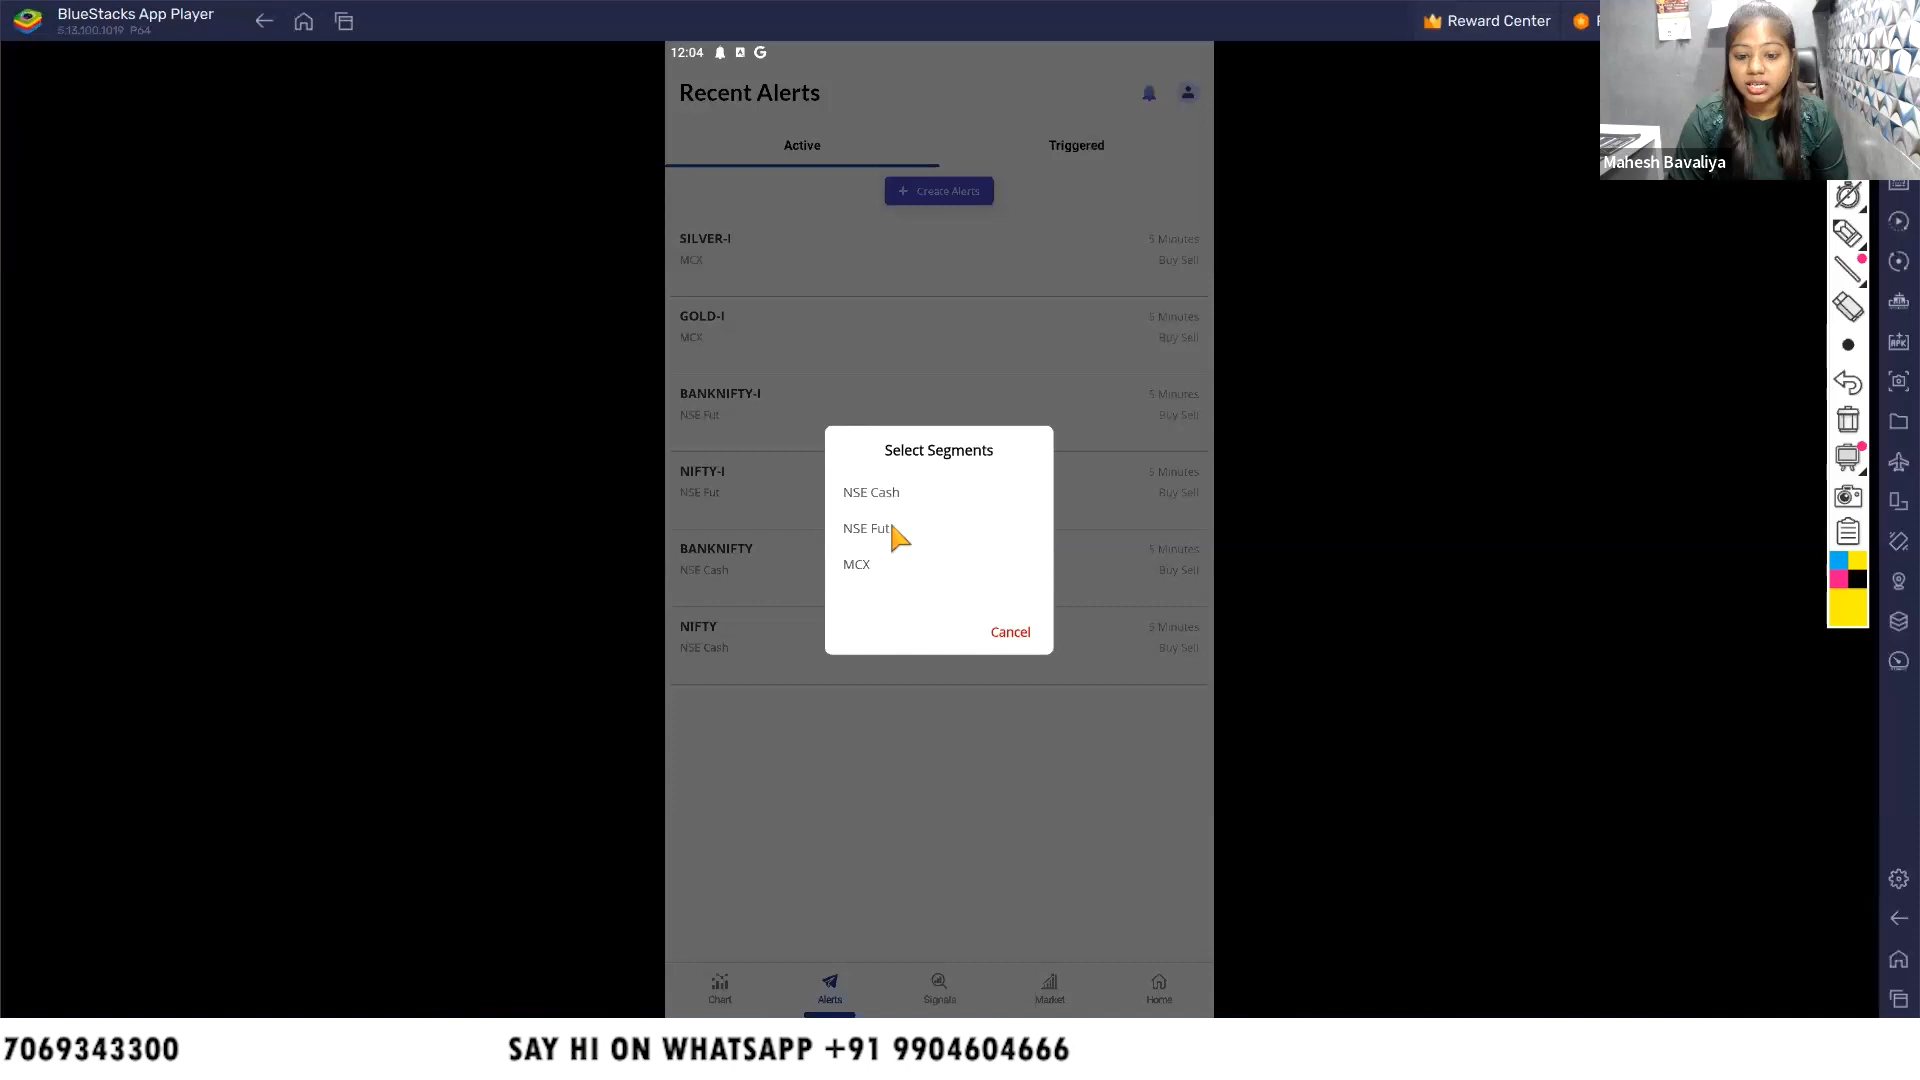 BlueStacks App Player
5.13.100.1019 P64
Reward Center
12:04
Recent Alerts
Active
Triggered
+ Create Alerts
SILVER-I
5 Minutes
MCX
Buy Sell
GOLD-I
5 Minutes
MCX
Buy Sell
BANKNIFTY-I
5 Minutes
NSE Fut
Buy Sell
NIFTY-I
5 Minutes
NSE Fut
Buy Sell
BANKNIFTY
5 Minutes
NSE Cash
Buy Sell
NIFTY
5 Minutes
NSE Cash
Buy Sell
Select Segments
NSE Cash
NSE Fut
MCX
Cancel
Chart
Alerts
Signals
Market
Home
Mahesh Bavaliya
APK
7069343300
SAY HI ON WHATSAPP +91 9904604666